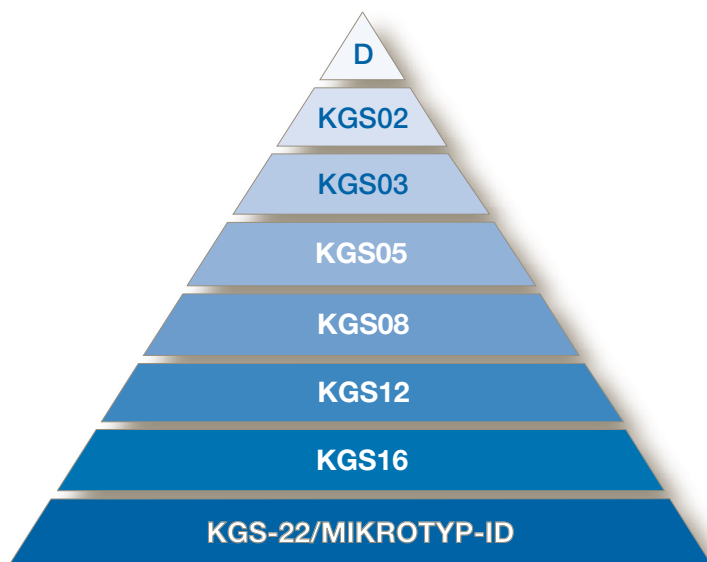 D
KGS02
KGS03
KGS05
KGS08
KGS12
KGS16
KGS-22/MIKROTYP-ID